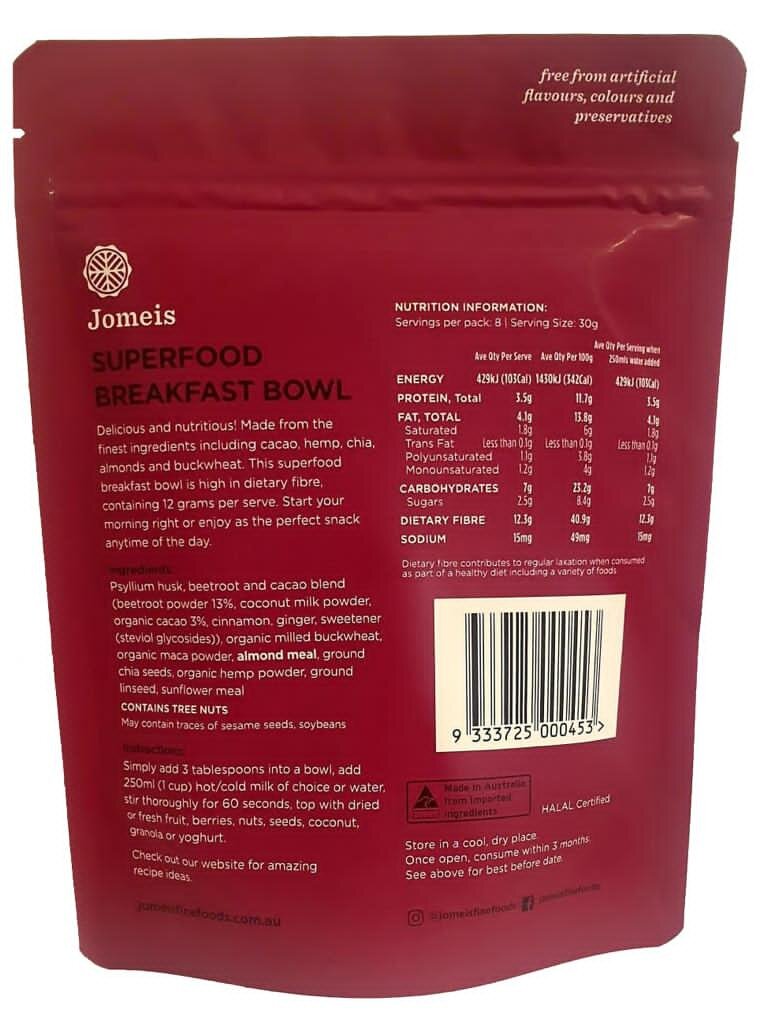 free from artificial
flavours, colours and
preservatives
Jomeis
SUPERFOOD
BREAKFAST BOWL
Delicious and nutritious! Made from the
finest ingredients including cacao, hemp, chia,
almonds and buckwheat. This superfood
breakfast bowl is high in dietary fibre,
containing 12 grams per serve. Start your
morning right or enjoy as the perfect snack
anytime of the day.
Ingredients:
Psyllium husk, beetroot and cacao blend
(beetroot powder 13%, coconut milk powder,
organic cacao 3%, cinnamon, ginger, sweetener
(steviol glycosides)), organic milled buckwheat,
organic maca powder, almond meal, ground
chia seeds, organic hemp powder, ground
linseed, sunflower meal
CONTAINS TREE NUTS
May contain traces of sesame seeds, soybeans
Instructions:
Simply add 3 tablespoons into a bowl, add
250ml (1 cup) hot/cold milk of choice or water,
stir thoroughly for 60 seconds, top with dried
or fresh fruit, berries, nuts, seeds, coconut,
granola or yoghurt.
Check out our website for amazing
recipe ideas.
jomeisfinefoods.com.au
NUTRITION INFORMATION:
Servings per pack: 8 | Serving Size: 30g
Ave Qty Per Serve Ave Qty Per 100g Ave Qty Per Serving when
250mls water added
ENERGY 429kJ (103Cal) 1430kJ (342Cal) 429kJ (103Cal)
PROTEIN, Total 3.5g 11.7g 3.5g
FAT, TOTAL 4.1g 13.8g 4.1g
Saturated 1.8g 6g 1.8g
Trans Fat Less than 0.1g Less than 0.1g Less than 0.1g
Polyunsaturated 1.1g 3.8g 1.1g
Monounsaturated 1.2g 4g 1.2g
CARBOHYDRATES 7g 23.2g 7g
Sugars 2.5g 8.4g 2.5g
DIETARY FIBRE 12.3g 40.9g 12.3g
SODIUM 15mg 49mg 15mg
Dietary fibre contributes to regular laxation when consumed
as part of a healthy diet including a variety of foods
9 333725 000453 >
Made in Australia
from imported
ingredients
HALAL Certified
Store in a cool, dry place.
Once open, consume within 3 months.
See above for best before date.
@jomeisfinefoods jomeisfinefoods